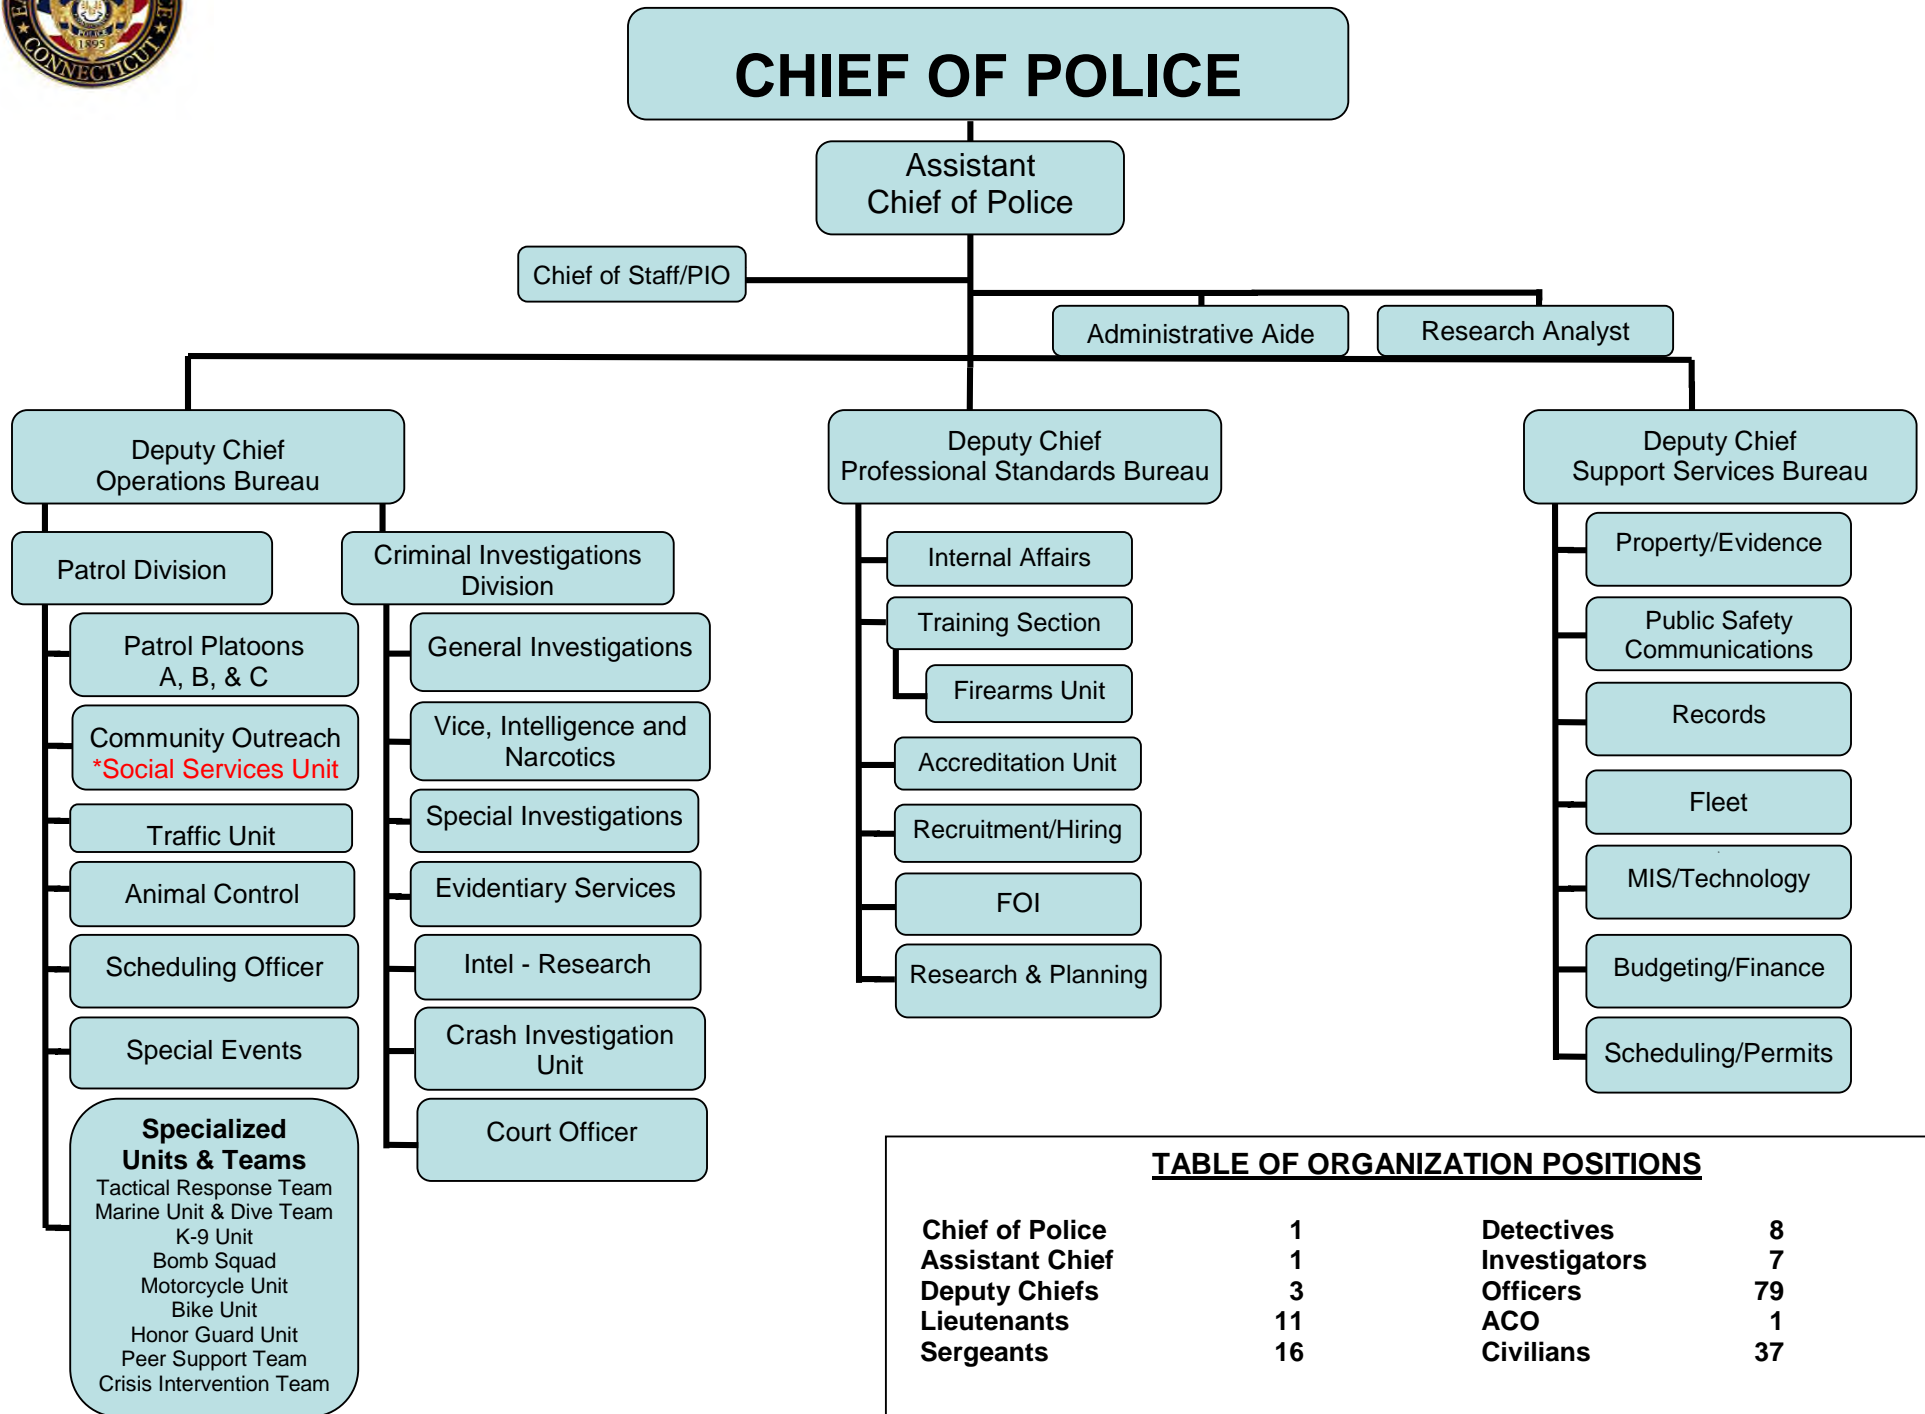 1895
CONNECTICUT
CHIEF OF POLICE
Assistant
Chief of Police
Chief of Staff/PIO
Administrative Aide
Research Analyst
Deputy Chief
Operations Bureau
Deputy Chief
Professional Standards Bureau
Deputy Chief
Support Services Bureau
Patrol Division
Patrol Platoons
A, B, & C
Community Outreach
*Social Services Unit
Traffic Unit
Animal Control
Scheduling Officer
Special Events
Specialized
Units & Teams
Tactical Response Team
Marine Unit & Dive Team
K-9 Unit
Bomb Squad
Motorcycle Unit
Bike Unit
Honor Guard Unit
Peer Support Team
Crisis Intervention Team
Criminal Investigations
Division
General Investigations
Vice, Intelligence and
Narcotics
Special Investigations
Evidentiary Services
Intel - Research
Crash Investigation
Unit
Court Officer
Internal Affairs
Training Section
Firearms Unit
Accreditation Unit
Recruitment/Hiring
FOI
Research & Planning
Property/Evidence
Public Safety
Communications
Records
Fleet
MIS/Technology
Budgeting/Finance
Scheduling/Permits
TABLE OF ORGANIZATION POSITIONS
Chief of Police 1 Detectives 8
Assistant Chief 1 Investigators 7
Deputy Chiefs 3 Officers 79
Lieutenants 11 ACO 1
Sergeants 16 Civilians 37